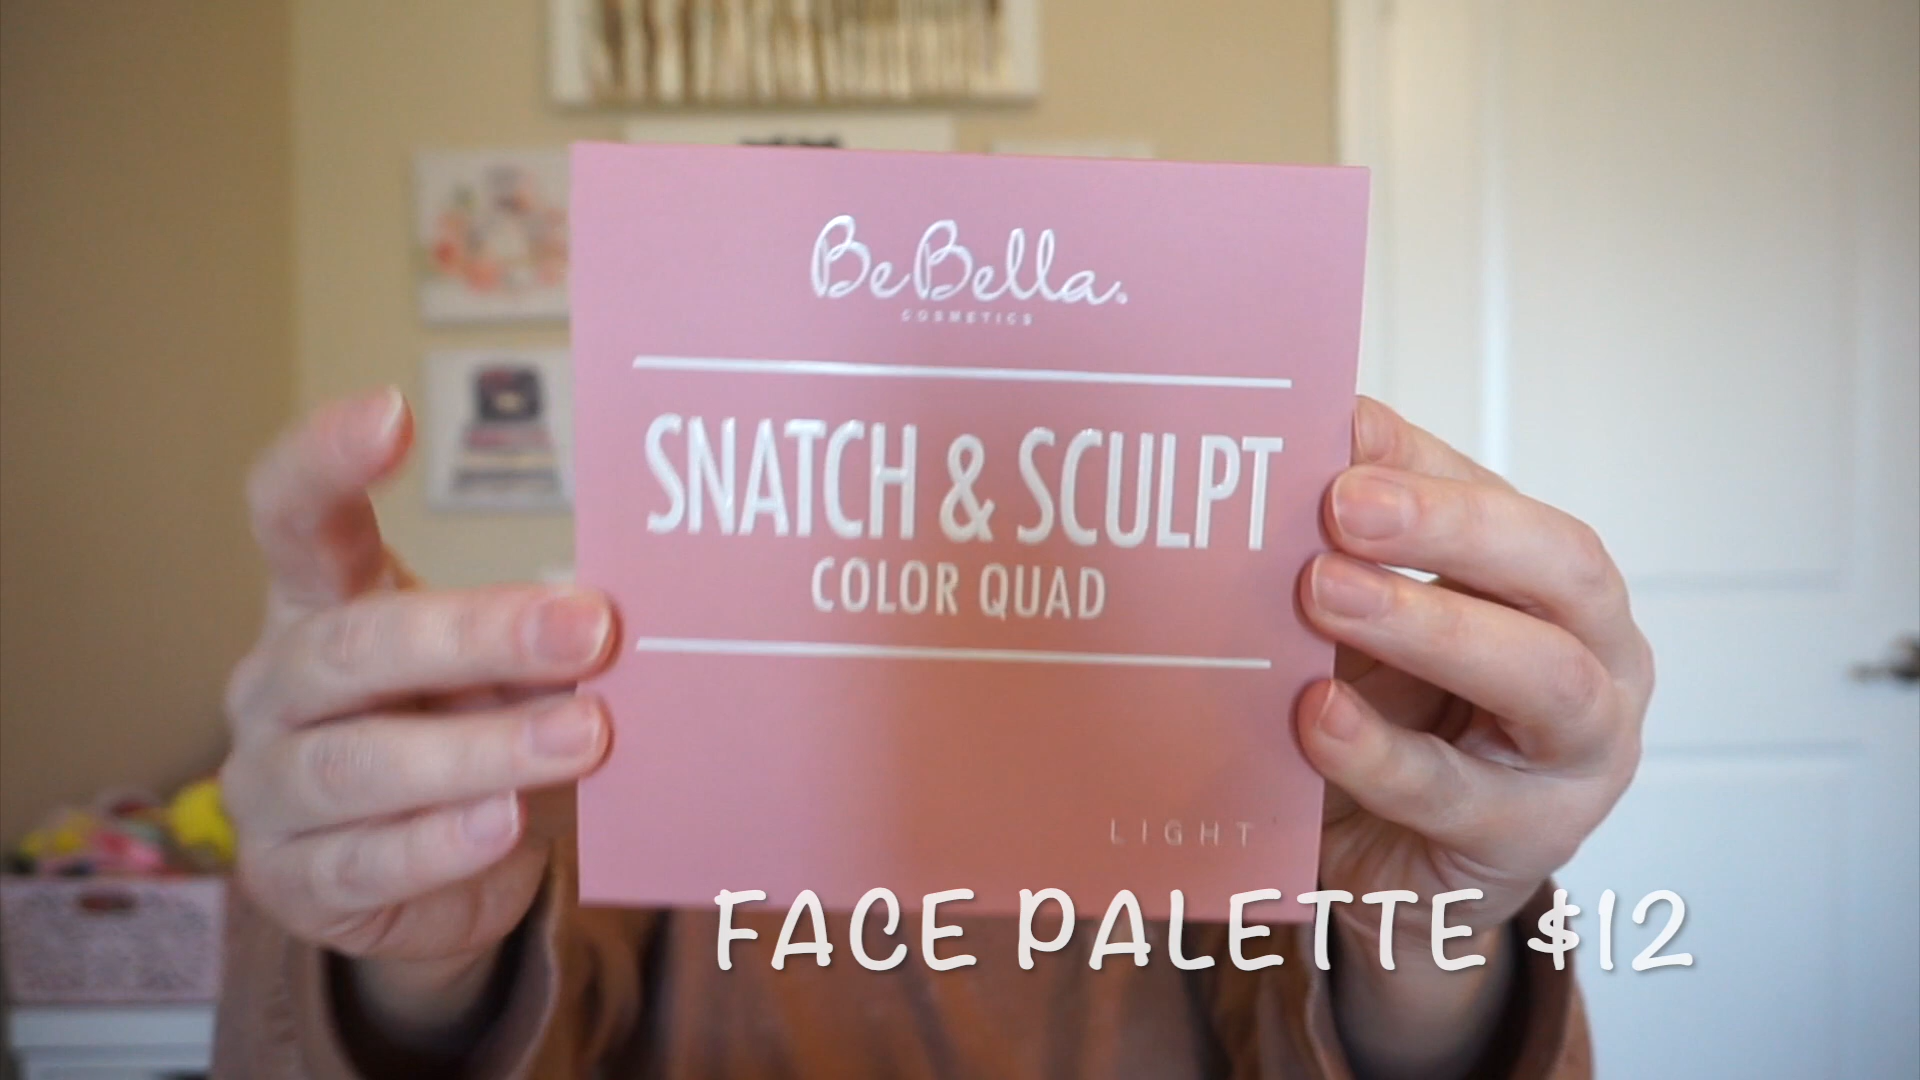 BeBella®
COSMETICS
SNATCH & SCULPT
COLOR QUAD
LIGHT
FACE PALETTE $12